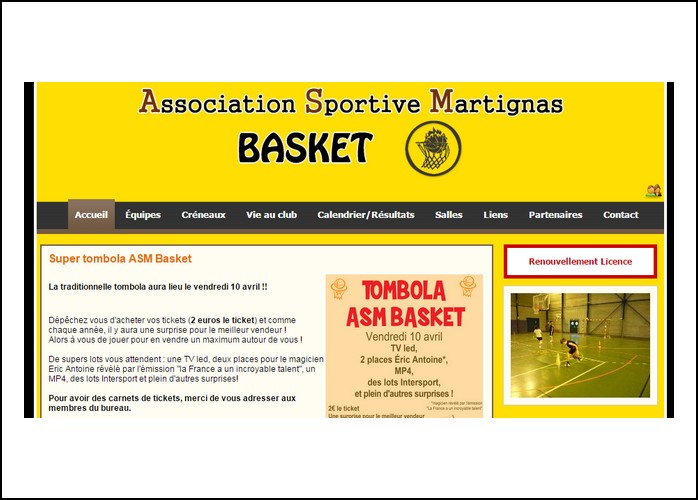 Association Sportive Martignas
BASKET
Accueil Équipes Créneaux Vie au club Calendrier/Résultats Salles Liens Partenaires Contact
Super tombola ASM Basket
La traditionnelle tombola aura lieu le vendredi 10 avril !!
Dépêchez vous d'acheter vos tickets (2 euros le ticket) et comme
chaque année, il y aura une surprise pour le meilleur vendeur !
Alors à vous de jouer pour en vendre un maximum autour de vous !
De supers lots vous attendent : une TV led, deux places pour le magicien
Eric Antoine révélé par l'émission "la France a un incroyable talent", un
MP4, des lots Intersport et plein d'autres surprises!
Pour avoir des carnets de tickets, merci de vous adresser aux
membres du bureau.
TOMBOLA
ASM BASKET
Vendredi 10 avril
TV led,
2 places Éric Antoine*,
MP4,
des lots Intersport,
et plein d'autres surprises !
*magicien révélé par l'émission
"La France a un incroyable talent"
2€ le ticket
Une surprise pour le meilleur vendeur
Renouvellement Licence